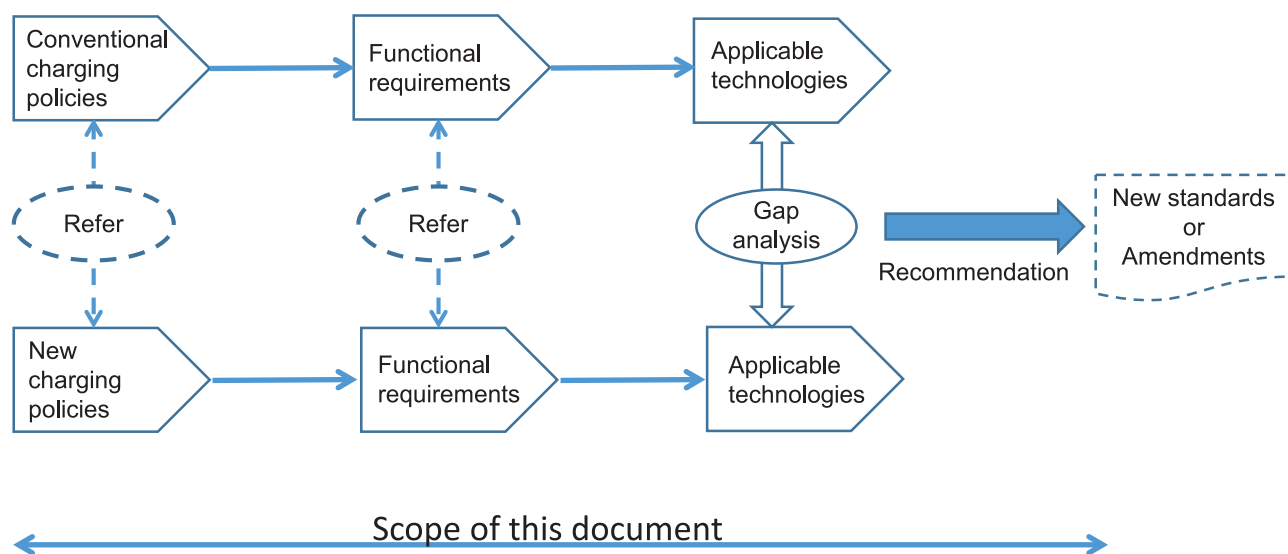 Conventional
charging
policies
Functional
requirements
Applicable
technologies
Refer
Refer
Gap
analysis
Recommendation
New standards
or
Amendments
New
charging
policies
Functional
requirements
Applicable
technologies
Scope of this document